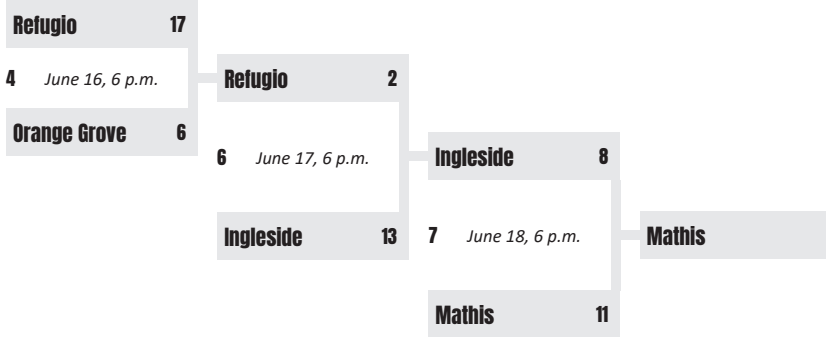 Refugio 17
4 June 16, 6 p.m.
Orange Grove 6
Refugio 2
6 June 17, 6 p.m.
Ingleside 13
Ingleside 8
7 June 18, 6 p.m.
Mathis 11
Mathis